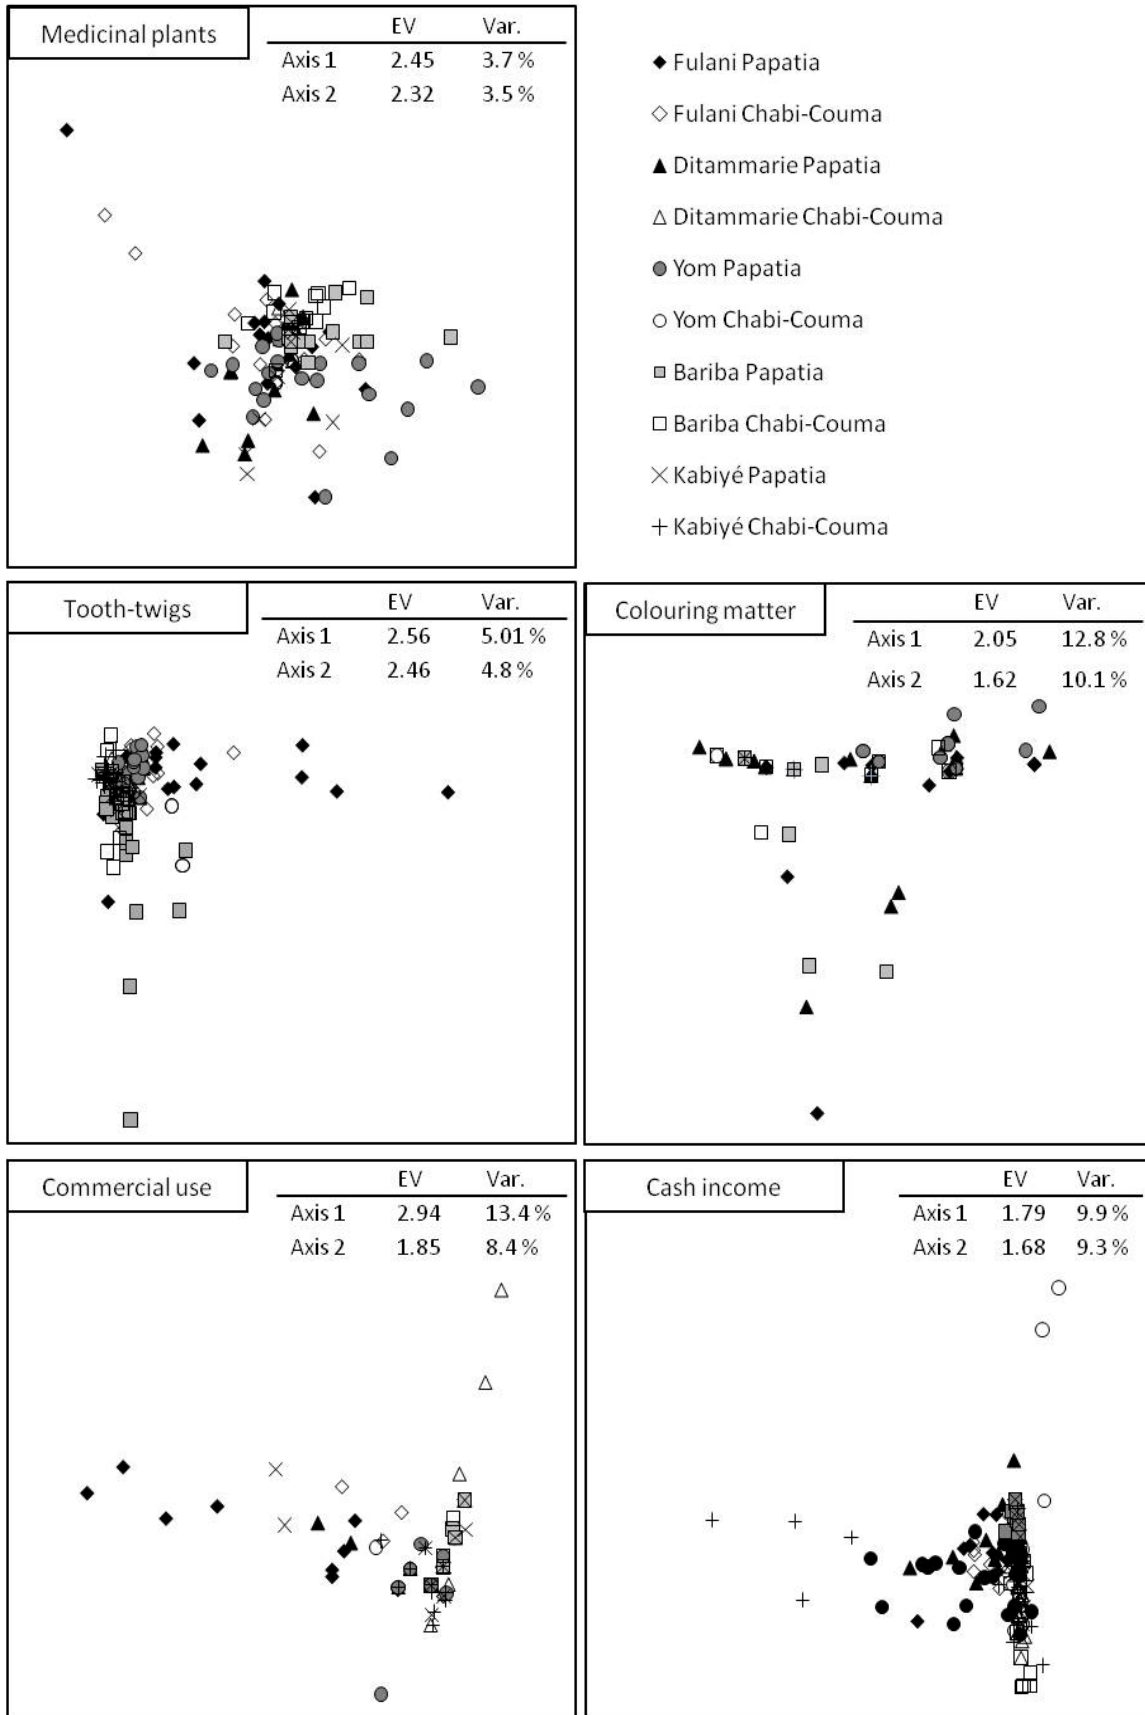 Medicinal plants
EV Var.
Axis 1 2.45 3.7 %
Axis 2 2.32 3.5 %
Fulani Papatia
Fulani Chabi-Couma
Ditammarie Papatia
Ditammarie Chabi-Couma
Yom Papatia
Yom Chabi-Couma
Bariba Papatia
Bariba Chabi-Couma
Kabiyé Papatia
Kabiyé Chabi-Couma
Tooth-twigs
EV Var.
Axis 1 2.56 5.01 %
Axis 2 2.46 4.8 %
Colouring matter
EV Var.
Axis 1 2.05 12.8 %
Axis 2 1.62 10.1 %
Commercial use
EV Var.
Axis 1 2.94 13.4 %
Axis 2 1.85 8.4 %
Cash income
EV Var.
Axis 1 1.79 9.9 %
Axis 2 1.68 9.3 %